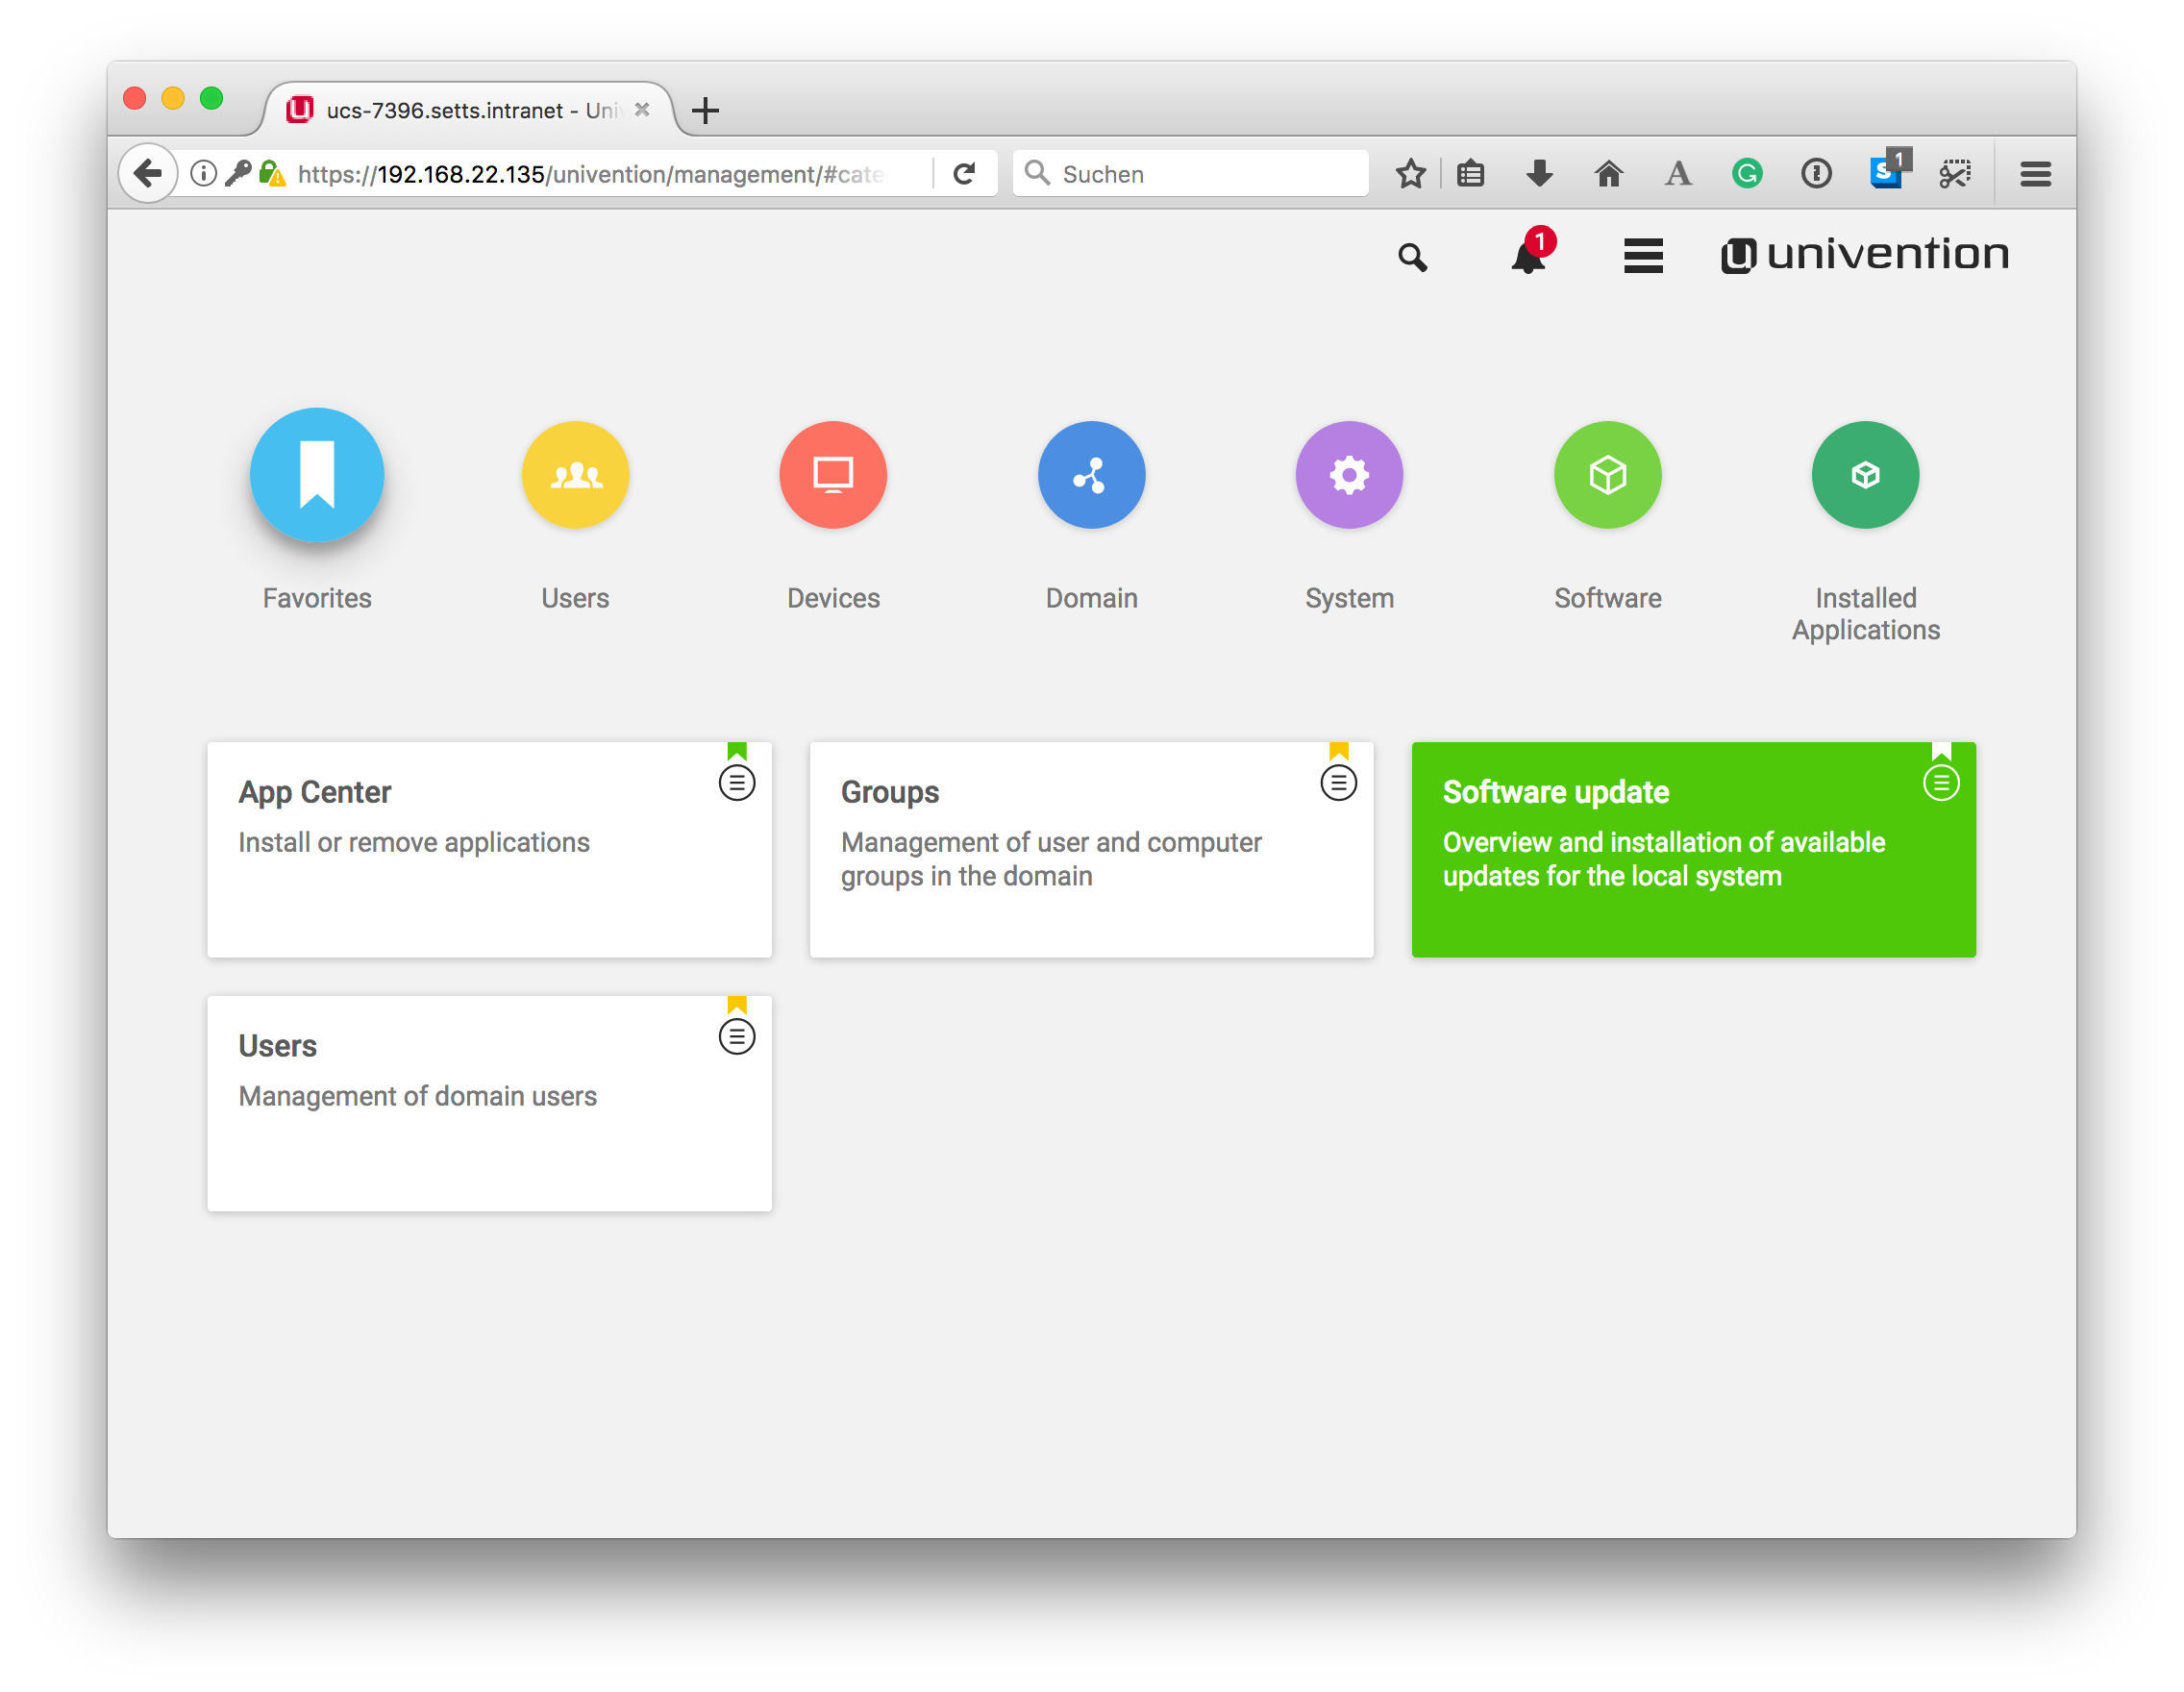 ucs-7396.setts.intranet - Uni
https://192.168.22.135/univention/management/#cate
Suchen
1
1
univention
Favorites
Users
Devices
Domain
System
Software
Installed
Applications
App Center
Install or remove applications
Groups
Management of user and computer
groups in the domain
Software update
Overview and installation of available
updates for the local system
Users
Management of domain users